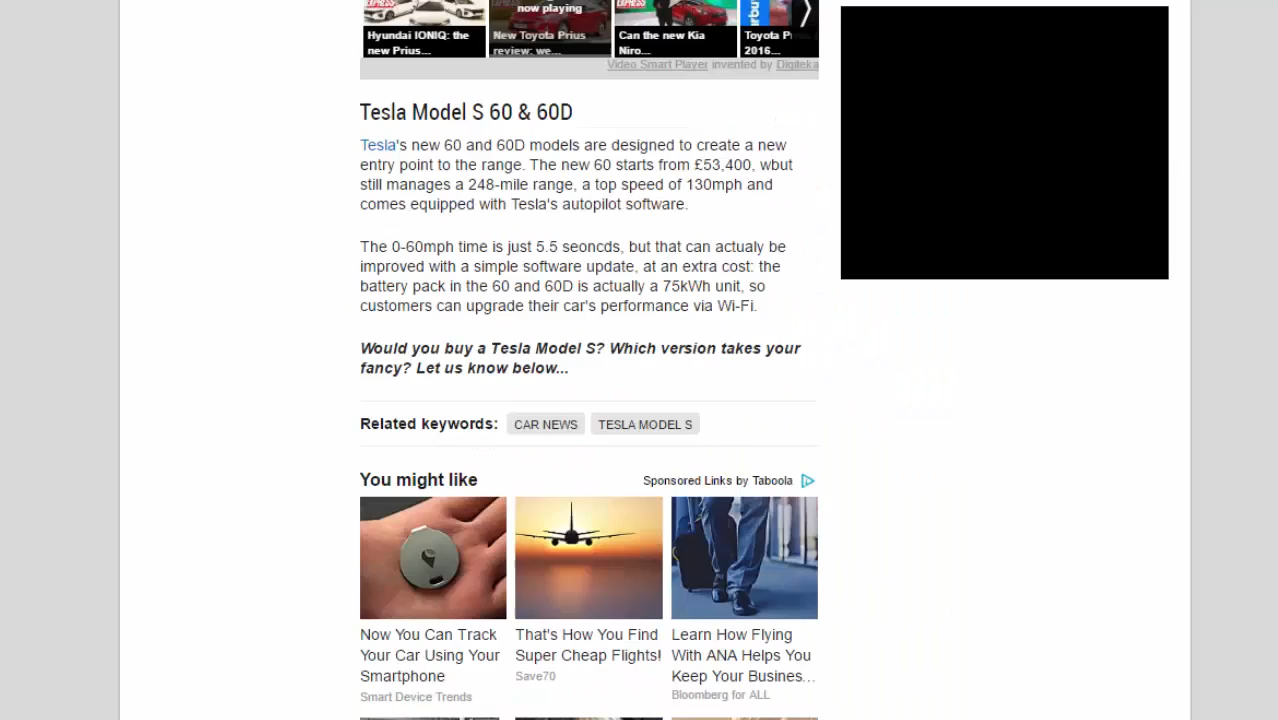 now playing
Hyundai IONIQ: the
new Prius...
New Toyota Prius
review: we...
Can the new Kia
Niro...
Toyota P
2016...
Video Smart Player invented by Digiteka
Tesla Model S 60 & 60D
Tesla's new 60 and 60D models are designed to create a new
entry point to the range. The new 60 starts from £53,400, wbut
still manages a 248-mile range, a top speed of 130mph and
comes equipped with Tesla's autopilot software.
The 0-60mph time is just 5.5 seoncds, but that can actualy be
improved with a simple software update, at an extra cost: the
battery pack in the 60 and 60D is actually a 75kWh unit, so
customers can upgrade their car's performance via Wi-Fi.
Would you buy a Tesla Model S? Which version takes your
fancy? Let us know below...
Related keywords: CAR NEWS TESLA MODEL S
You might like
Sponsored Links by Taboola
Now You Can Track
Your Car Using Your
Smartphone
Smart Device Trends
That's How You Find
Super Cheap Flights!
Save70
Learn How Flying
With ANA Helps You
Keep Your Busines...
Bloomberg for ALL